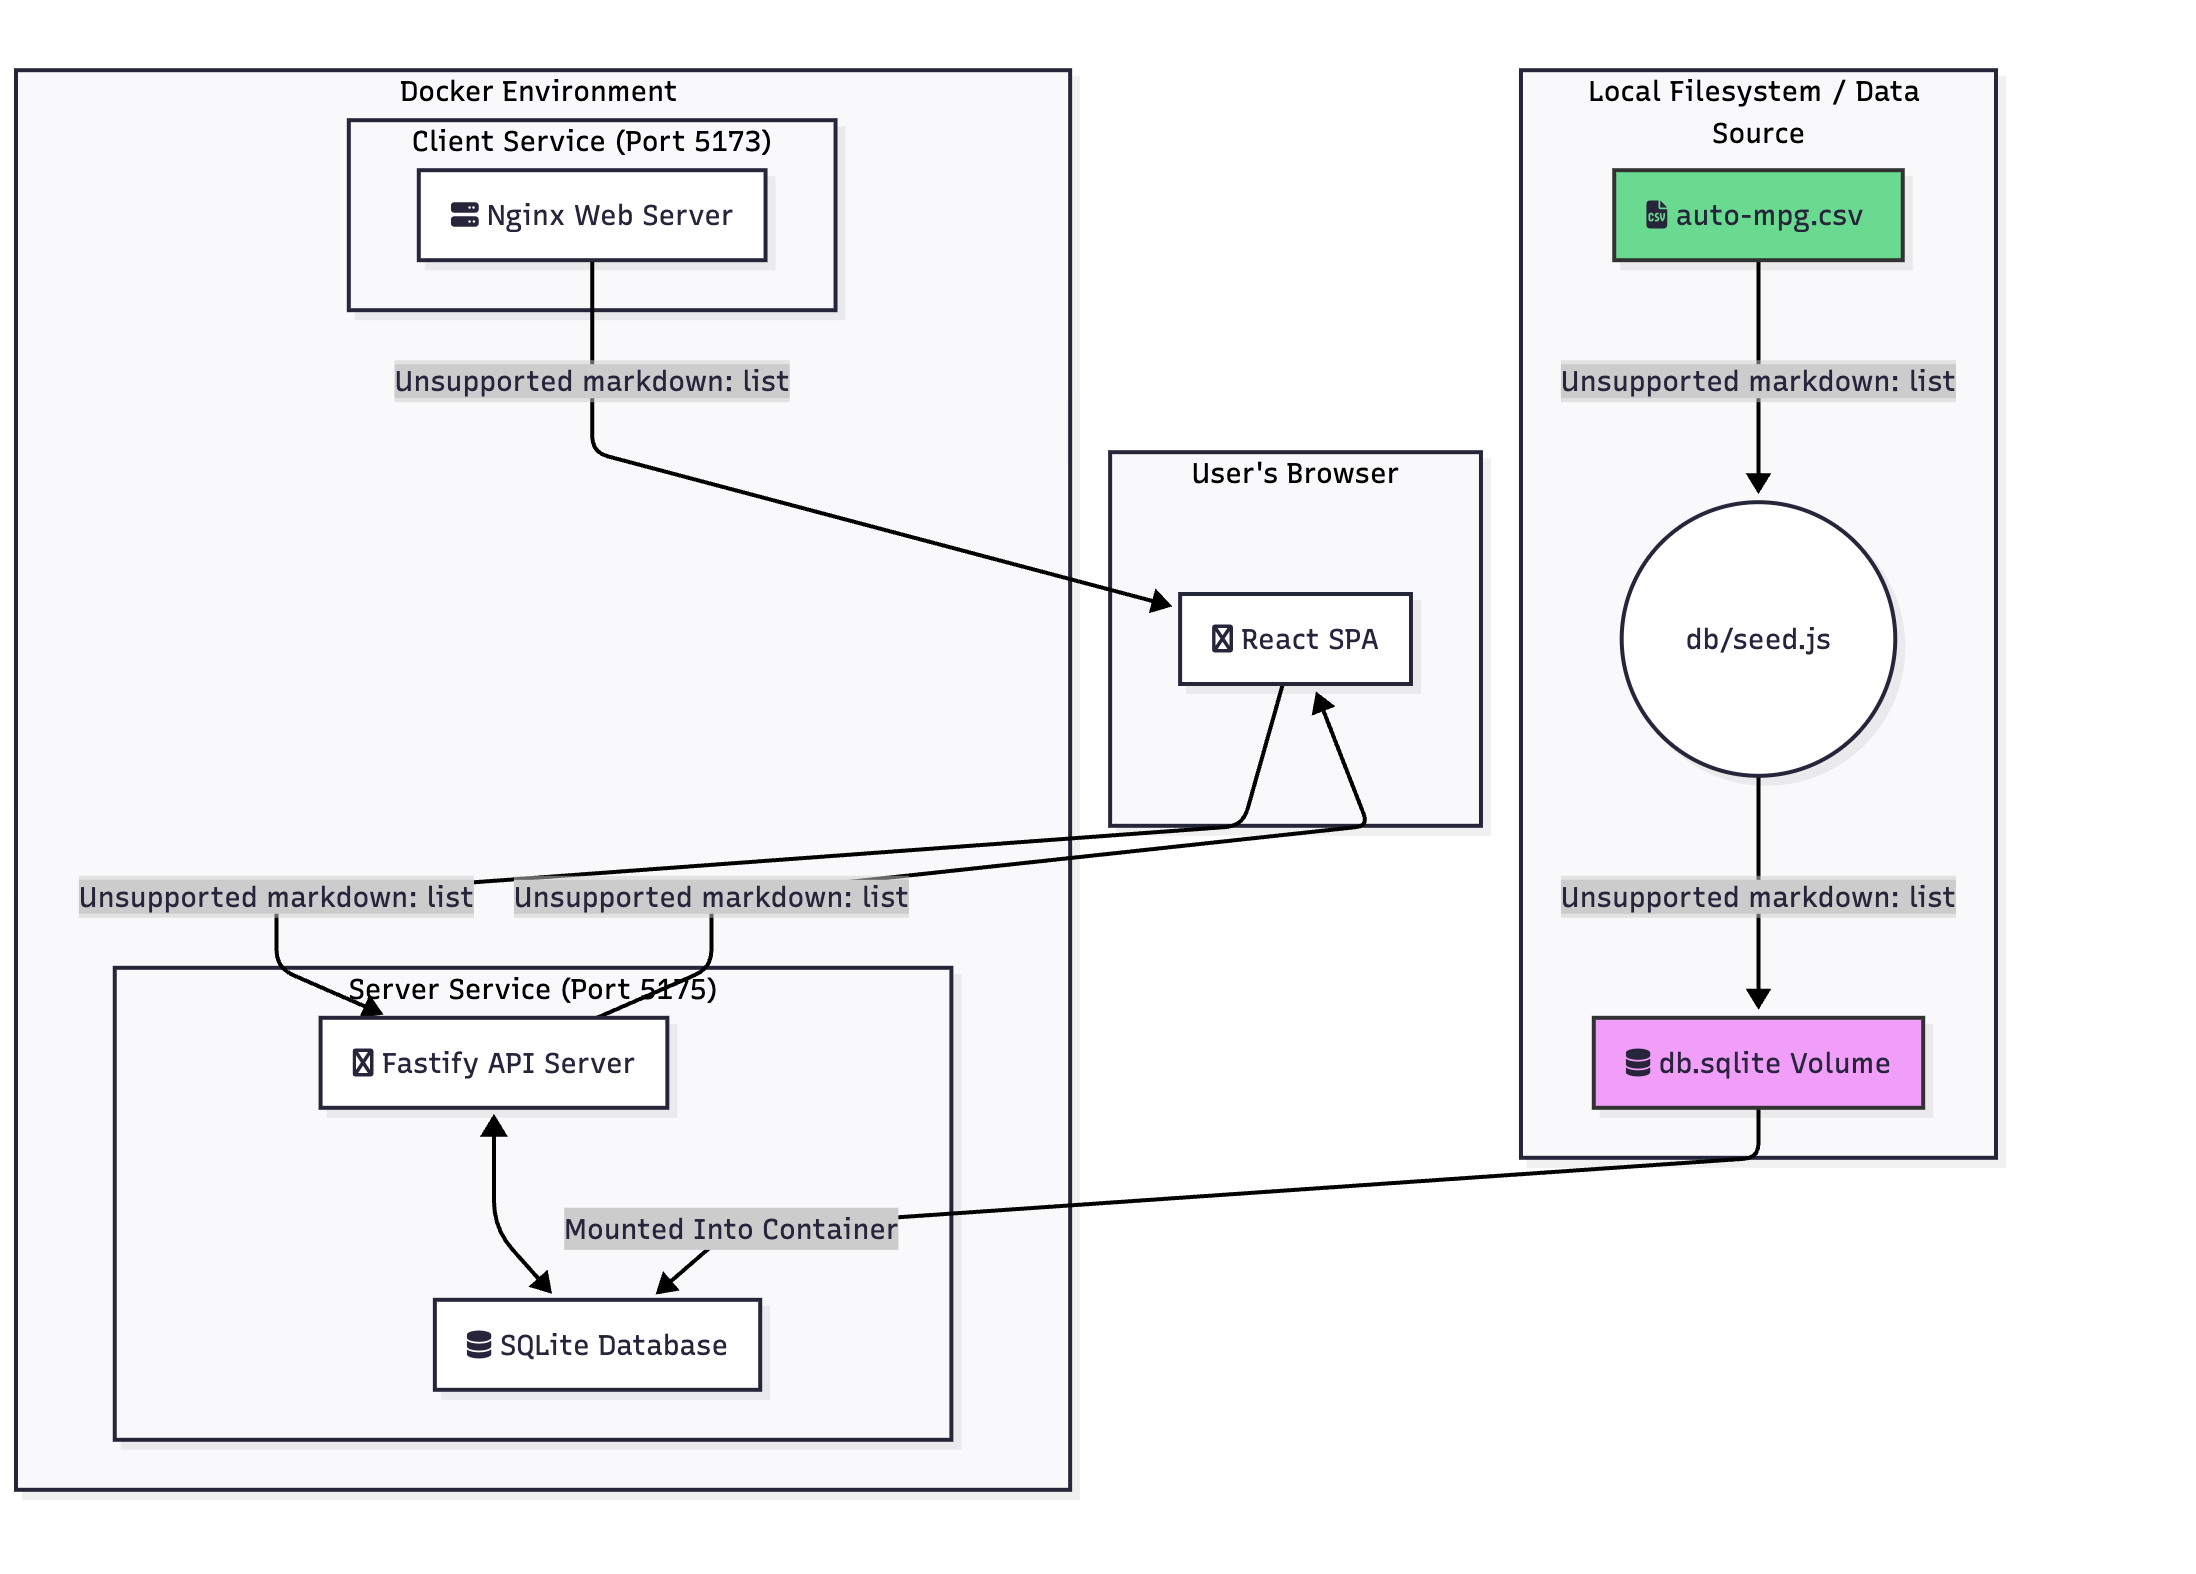 Docker Environment
Client Service (Port 5173)
Nginx Web Server
Unsupported markdown: list
Local Filesystem / Data
Source
CSV
auto-mpg.csv
Unsupported markdown: list
User's Browser
React SPA
db/seed.js
Unsupported markdown: list
Unsupported markdown: list
Unsupported markdown: list
Server Service (Port 5175)
Fastify API Server
db.sqlite Volume
Mounted Into Container
SQLite Database